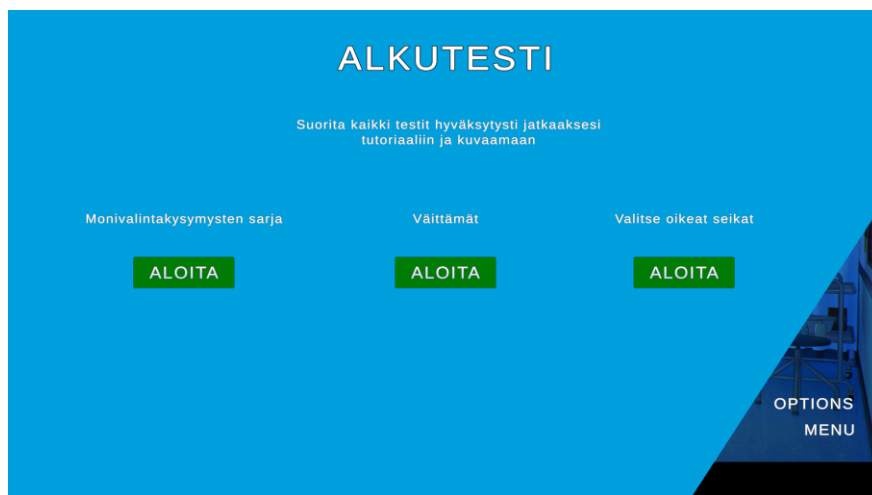 ALKUTESTI
Suorita kaikki testit hyväksytysti jatkaaksesi
tutoriaaliin ja kuvaamaan
Monivalintakysymysten sarja
ALOITA
Väittämät
ALOITA
Valitse oikeat seikat
ALOITA
OPTIONS
MENU